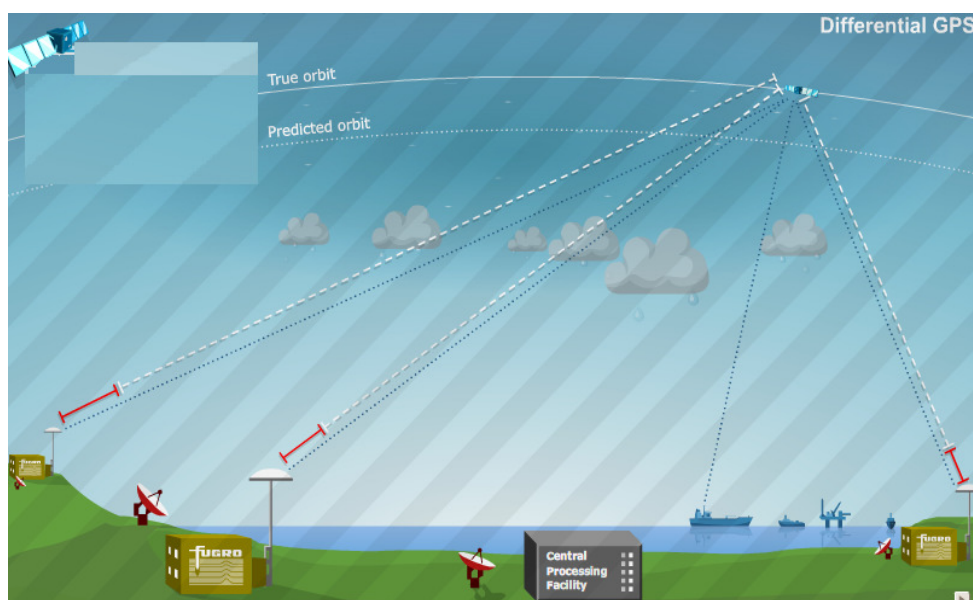 Differential GPS
True orbit
Predicted orbit
fugro
fugro
Central
Processing
Facility
fugro